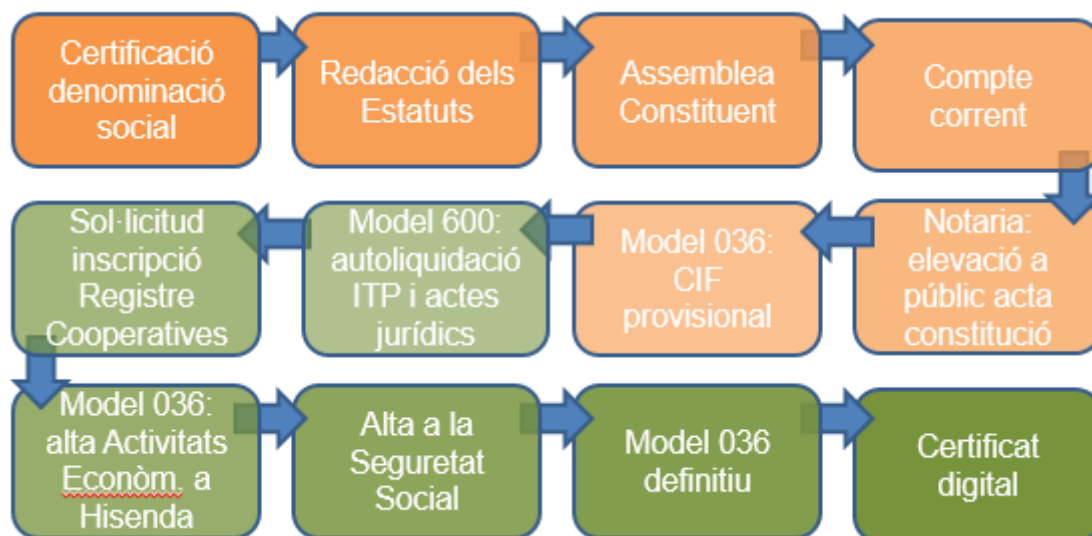 Certificació
denominació
social
Redacció dels
Estatuts
Assemblea
Constituent
Compte
corrent
Notaria:
elevació a
públic acta
constitució
Model 036:
CIF
provisional
Model 600:
autoliquidació
ITP i actes
jurídics
Sol·licitud
inscripció
Registre
Cooperatives
Model 036:
alta Activitats
Econòm. a
Hisenda
Alta a la
Seguretat
Social
Model 036
definitiu
Certificat
digital